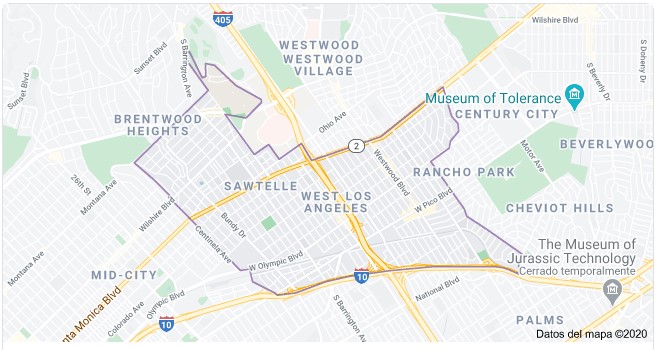 405
Wilshire Blvd
WESTWOOD
WESTWOOD
VILLAGE
S Barrington Ave
Sunset Blvd
Sunset Blvd
S Doheny Dr
S Beverly Dr
Museum of Tolerance
CENTURY CITY
Ohio Ave
BRENTWOOD
HEIGHTS
2
Motor Ave
BEVERLYWOO
Westwood Blvd
RANCHO PARK
26th St
Montana Ave
SAWTELLE
WEST LOS
ANGELES
W Pico Blvd
CHEVIOT HILLS
Wilshire Blvd
Bundy Dr
Centinela Ave
The Museum of
Jurassic Technology
Cerrado temporalmente
Montana Ave
W Olympic Blvd
MID-CITY
10
National Blvd
Olympic Blvd
nta Monica Blvd
Colorado Ave
S Barrington Ave
10
PALMS
Datos del mapa ©2020